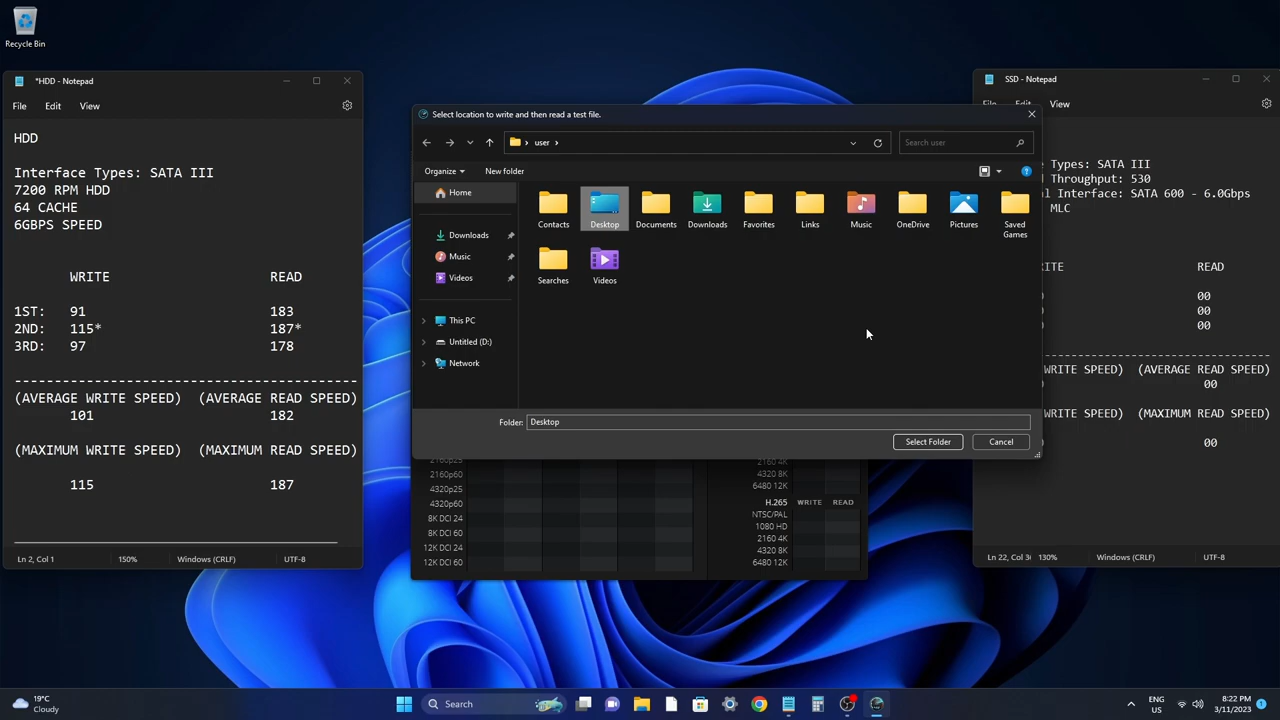 Recycle Bin
*HDD - Notepad
File Edit View
HDD
Interface Types: SATA III
7200 RPM HDD
64 CACHE
6GBPS SPEED
WRITE READ
1ST: 91 183
2ND: 115* 187*
3RD: 97 178
-----------------------------------------
(AVERAGE WRITE SPEED) (AVERAGE READ SPEED)
101 182
(MAXIMUM WRITE SPEED) (MAXIMUM READ SPEED)
115 187
Ln 2, Col 1 150% Windows (CRLF) UTF-8
Select location to write and then read a test file.
user
Search user
Organize New folder
Home
Downloads
Music
Videos
This PC
Untitled (D:)
Network
Contacts Desktop Documents Downloads Favorites Links Music OneDrive Pictures Saved Games
Searches Videos
Folder: Desktop
Select Folder Cancel
2160p25
2160p60
4320p25
4320p60
8K DCI 24
8K DCI 60
12K DCI 24
12K DCI 60
2160 4K
4320 8K
6480 12K
H.265 WRITE READ
NTSC/PAL
1080 HD
2160 4K
4320 8K
6480 12K
SSD - Notepad
File Edit View
e Types: SATA III
d Throughput: 530
l Interface: SATA 600 - 6.0Gbps
MLC
RITE READ
0 00
0 00
0 00
-----------------------------------
WRITE SPEED) (AVERAGE READ SPEED)
0 00
WRITE SPEED) (MAXIMUM READ SPEED)
0 00
Ln 22, Col 3 130% Windows (CRLF) UTF-8
19°C
Cloudy
Search
ENG
US
8:22 PM
3/11/2023